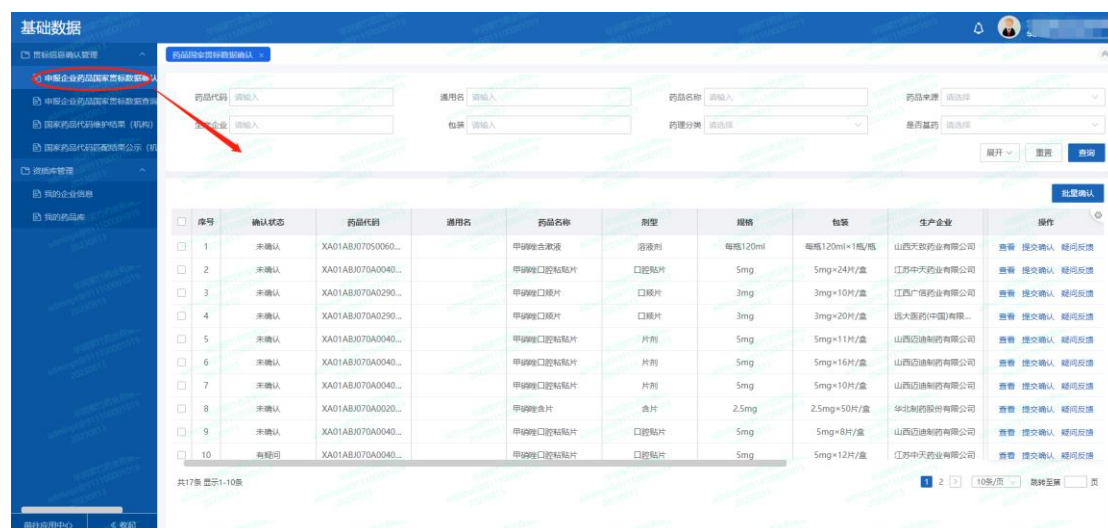 基础数据
贯标信息确认管理
药品国家贯标数据确认 ×
申报企业药品国家贯标数据确认
申报企业药品国家贯标数据查询
国家药品代码维护结果（机构）
国家药品代码匹配结果公示（机
资质库管理
我的企业信息
我的药品库
药品代码 请输入 通用名 请输入 药品名称 请输入 药品来源 请选择
生产企业 请输入 包装 请输入 药理分类 请选择 是否基药 请选择
展开 重置 查询
批量确认
序号 确认状态 药品代码 通用名 药品名称 剂型 规格 包装 生产企业 操作
1 未确认 XA01ABJ070S0060... 甲硝唑含漱液 溶液剂 每瓶120ml 每瓶120ml×1瓶/瓶 山西天致药业有限公司 查看 提交确认 疑问反馈
2 未确认 XA01ABJ070A0040... 甲硝唑口腔粘贴片 口腔贴片 5mg 5mg×24片/盒 江苏中天药业有限公司 查看 提交确认 疑问反馈
3 未确认 XA01ABJ070A0290... 甲硝唑口颊片 口颊片 3mg 3mg×10片/盒 江西广信药业有限公司 查看 提交确认 疑问反馈
4 未确认 XA01ABJ070A0290... 甲硝唑口颊片 口颊片 3mg 3mg×20片/盒 远大医药(中国)有限... 查看 提交确认 疑问反馈
5 未确认 XA01ABJ070A0040... 甲硝唑口腔粘贴片 片剂 5mg 5mg×11片/盒 山西迈迪制药有限公司 查看 提交确认 疑问反馈
6 未确认 XA01ABJ070A0040... 甲硝唑口腔粘贴片 片剂 5mg 5mg×16片/盒 山西迈迪制药有限公司 查看 提交确认 疑问反馈
7 未确认 XA01ABJ070A0040... 甲硝唑口腔粘贴片 片剂 5mg 5mg×10片/盒 山西迈迪制药有限公司 查看 提交确认 疑问反馈
8 未确认 XA01ABJ070A0020... 甲硝唑含片 含片 2.5mg 2.5mg×50片/盒 华北制药股份有限公司 查看 提交确认 疑问反馈
9 未确认 XA01ABJ070A0040... 甲硝唑口腔粘贴片 口腔贴片 5mg 5mg×8片/盒 山西迈迪制药有限公司 查看 提交确认 疑问反馈
10 有疑问 XA01ABJ070A0040... 甲硝唑口腔粘贴片 口腔贴片 5mg 5mg×12片/盒 江苏中天药业有限公司 查看 提交确认 疑问反馈
共17条 显示1-10条 1 2 10条/页 跳转至第 页
前往应用中心 收起